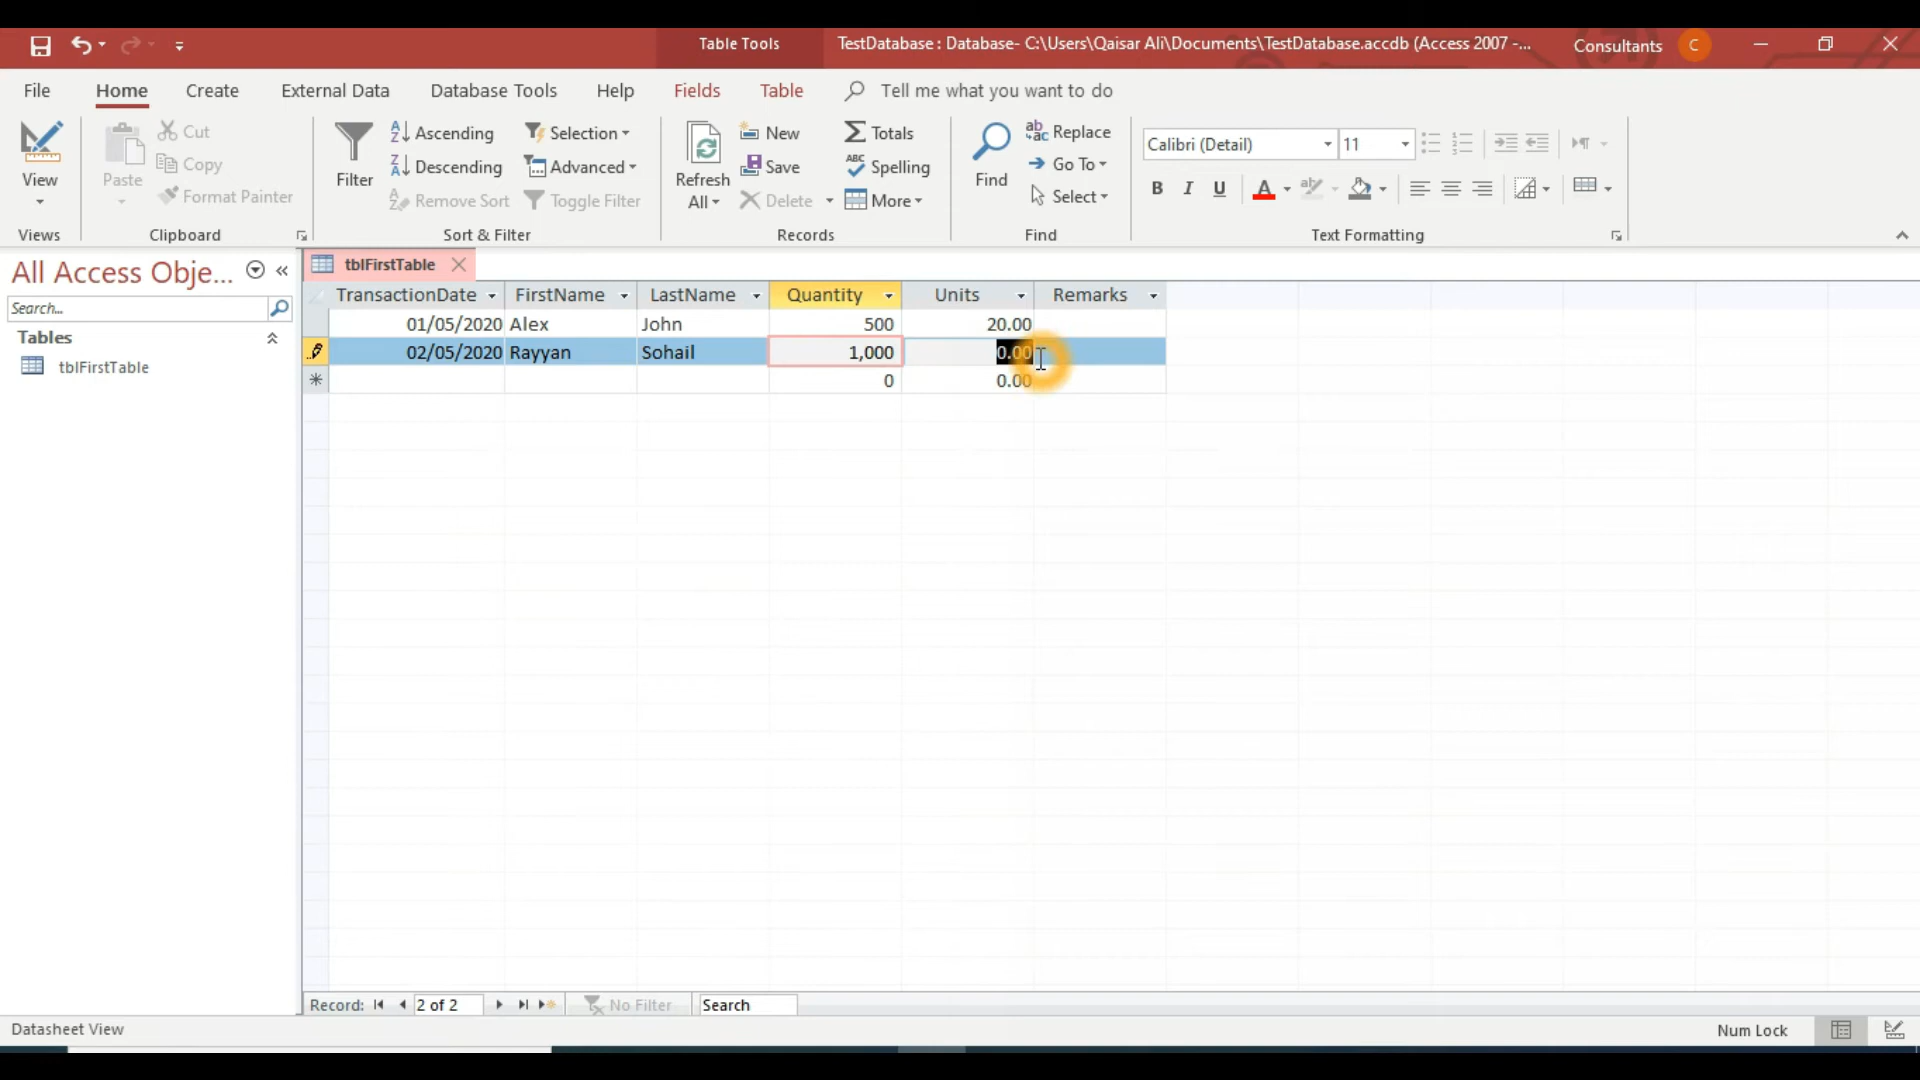 Table Tools
TestDatabase : Database- C:\Users\Qaisar Ali\Documents\TestDatabase.accdb (Access 2007 -...
Consultants C
File Home Create External Data Database Tools Help Fields Table Tell me what you want to do
View
Views
Paste
Cut
Copy
Format Painter
Clipboard
Filter
Ascending
Descending
Remove Sort
Selection
Advanced
Toggle Filter
Sort & Filter
Refresh
All
New
Save
Delete
Totals
Spelling
More
Records
Find
Replace
Go To
Select
Find
Calibri (Detail) 11
B I U A
Text Formatting
All Access Obje...
Search...
Tables
tblFirstTable
tblFirstTable
TransactionDate FirstName LastName Quantity Units Remarks
01/05/2020 Alex John 500 20.00
02/05/2020 Rayyan Sohail 1,000 0.00
0 0.00
Record: 2 of 2 No Filter Search
Datasheet View
Num Lock